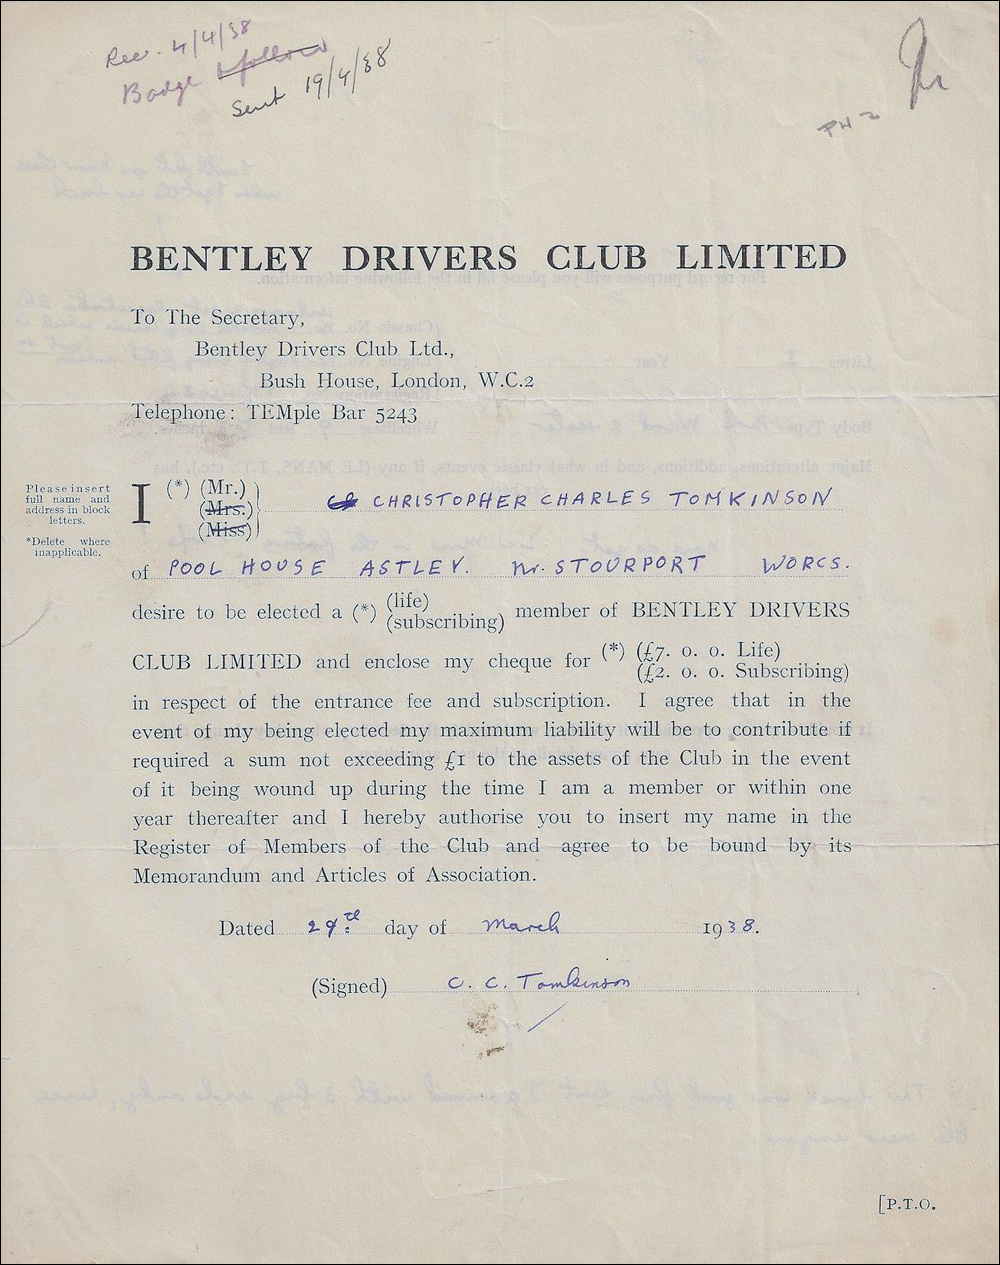 Rec. 4/4/38
Badge to follow
Sent 19/4/38
BENTLEY DRIVERS CLUB LIMITED
To The Secretary,
Bentley Drivers Club Ltd.,
Bush House, London, W.C.2
Telephone: TEMple Bar 5243
Please insert
full name and
address in block
letters.
*Delete where
inapplicable.
I (*) (Mr.)
(Mrs.)
(Miss)
CHRISTOPHER CHARLES TOMKINSON
of POOL HOUSE ASTLEY. Nr. STOURPORT WORCS.
desire to be elected a (*) (life)
(subscribing) member of BENTLEY DRIVERS
CLUB LIMITED and enclose my cheque for (*) (£7. 0. 0. Life)
(£2. 0. 0. Subscribing)
in respect of the entrance fee and subscription. I agree that in the
event of my being elected my maximum liability will be to contribute if
required a sum not exceeding £1 to the assets of the Club in the event
of it being wound up during the time I am a member or within one
year thereafter and I hereby authorise you to insert my name in the
Register of Members of the Club and agree to be bound by its
Memorandum and Articles of Association.
Dated 29th day of March 1938.
(Signed) C. C. Tomkinson
[P.T.O.